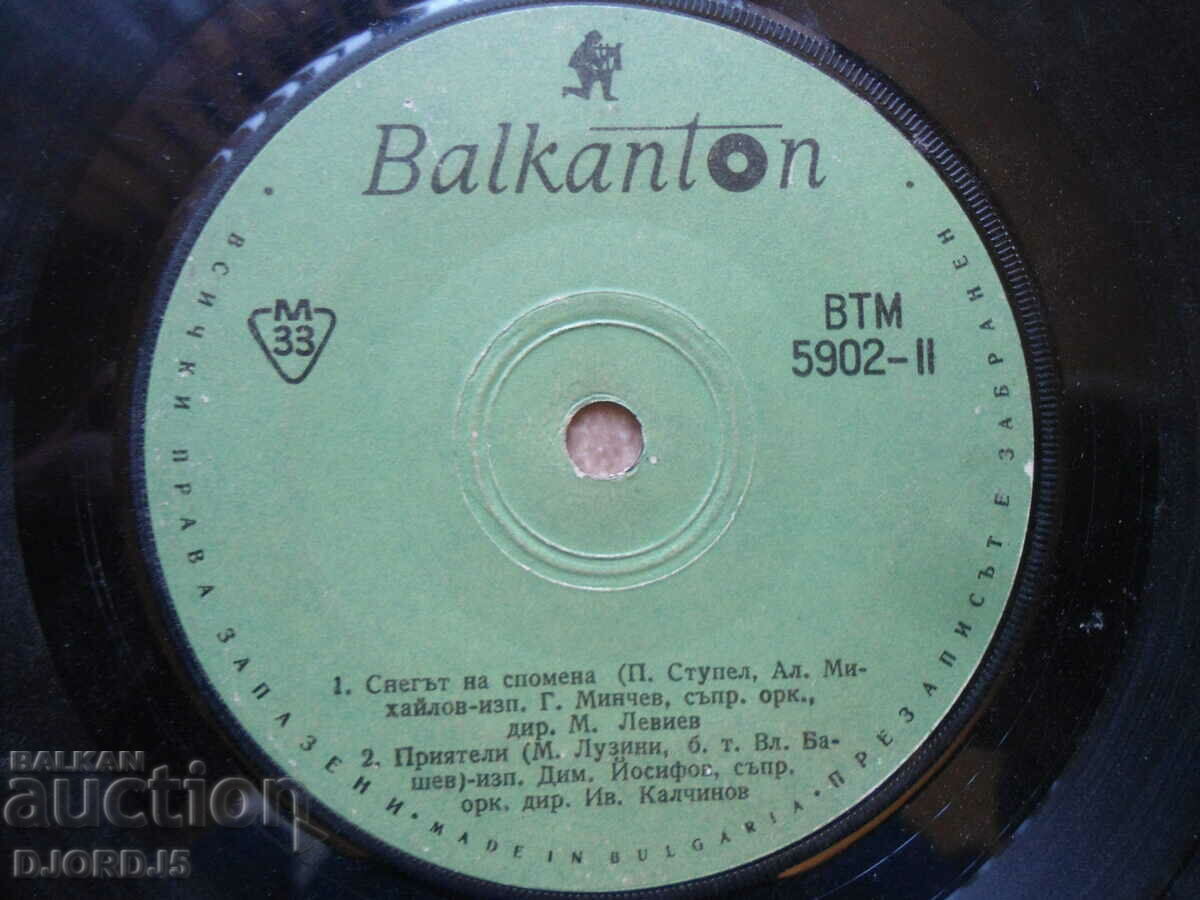 Balkanton
M
33
ВТМ
5902-II
1. Снегът на спомена (П. Ступел, Ал. Ми-
хайлов-изп. Г. Минчев, съпр. орк.,
дир. М. Левиев
2. Приятели (М. Лузини, б. т. Вл. Ба-
шев)-изп. Дим. Йосифов, съпр.
орк. дир. Ив. Калчинов
· ВСИЧКИ ПРАВА ЗАПАЗЕНИ · MADE IN BULGARIA · ПРЕЗАПИСЪТ Е ЗАБРАНЕН ·
BALKAN
auction
DJORD.J5